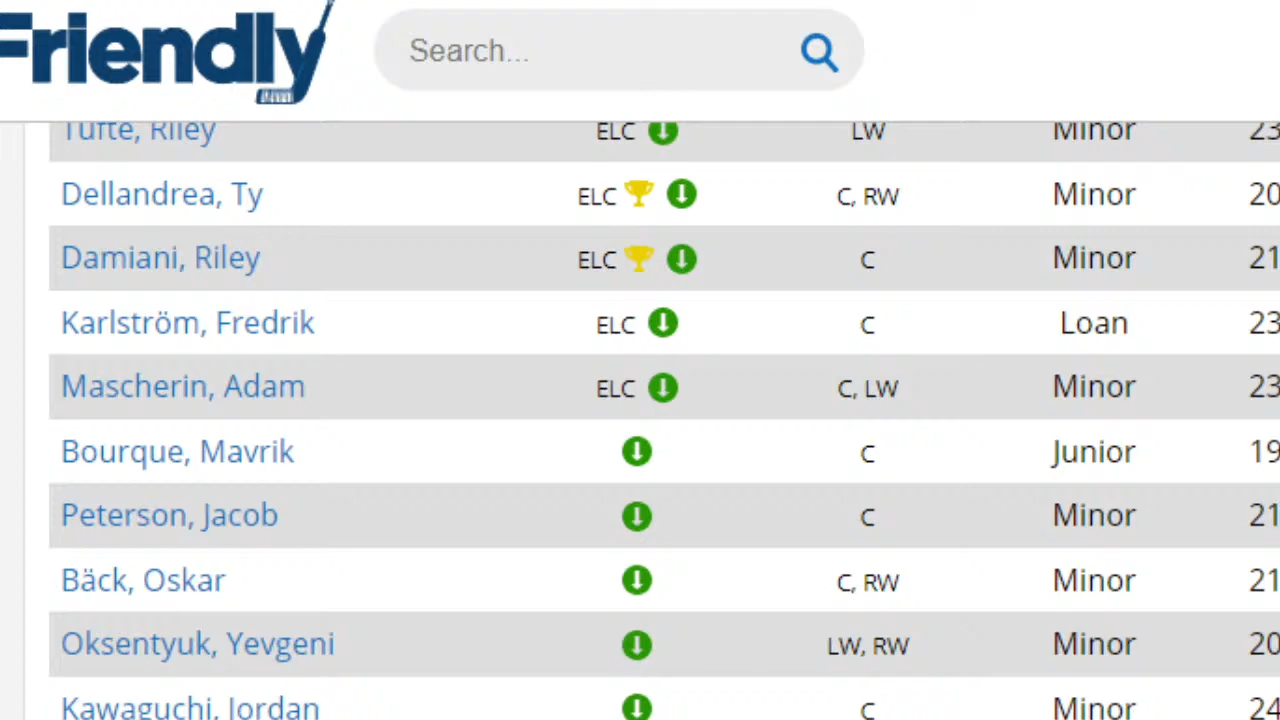 Friendly
Search...
Tufte, Riley ELC LW Minor 23
Dellandrea, Ty ELC C, RW Minor 20
Damiani, Riley ELC C Minor 21
Karlström, Fredrik ELC C Loan 23
Mascherin, Adam ELC C, LW Minor 23
Bourque, Mavrik C Junior 19
Peterson, Jacob C Minor 21
Bäck, Oskar C, RW Minor 21
Oksentyuk, Yevgeni LW, RW Minor 20
Kawaguchi, Jordan C Minor 24